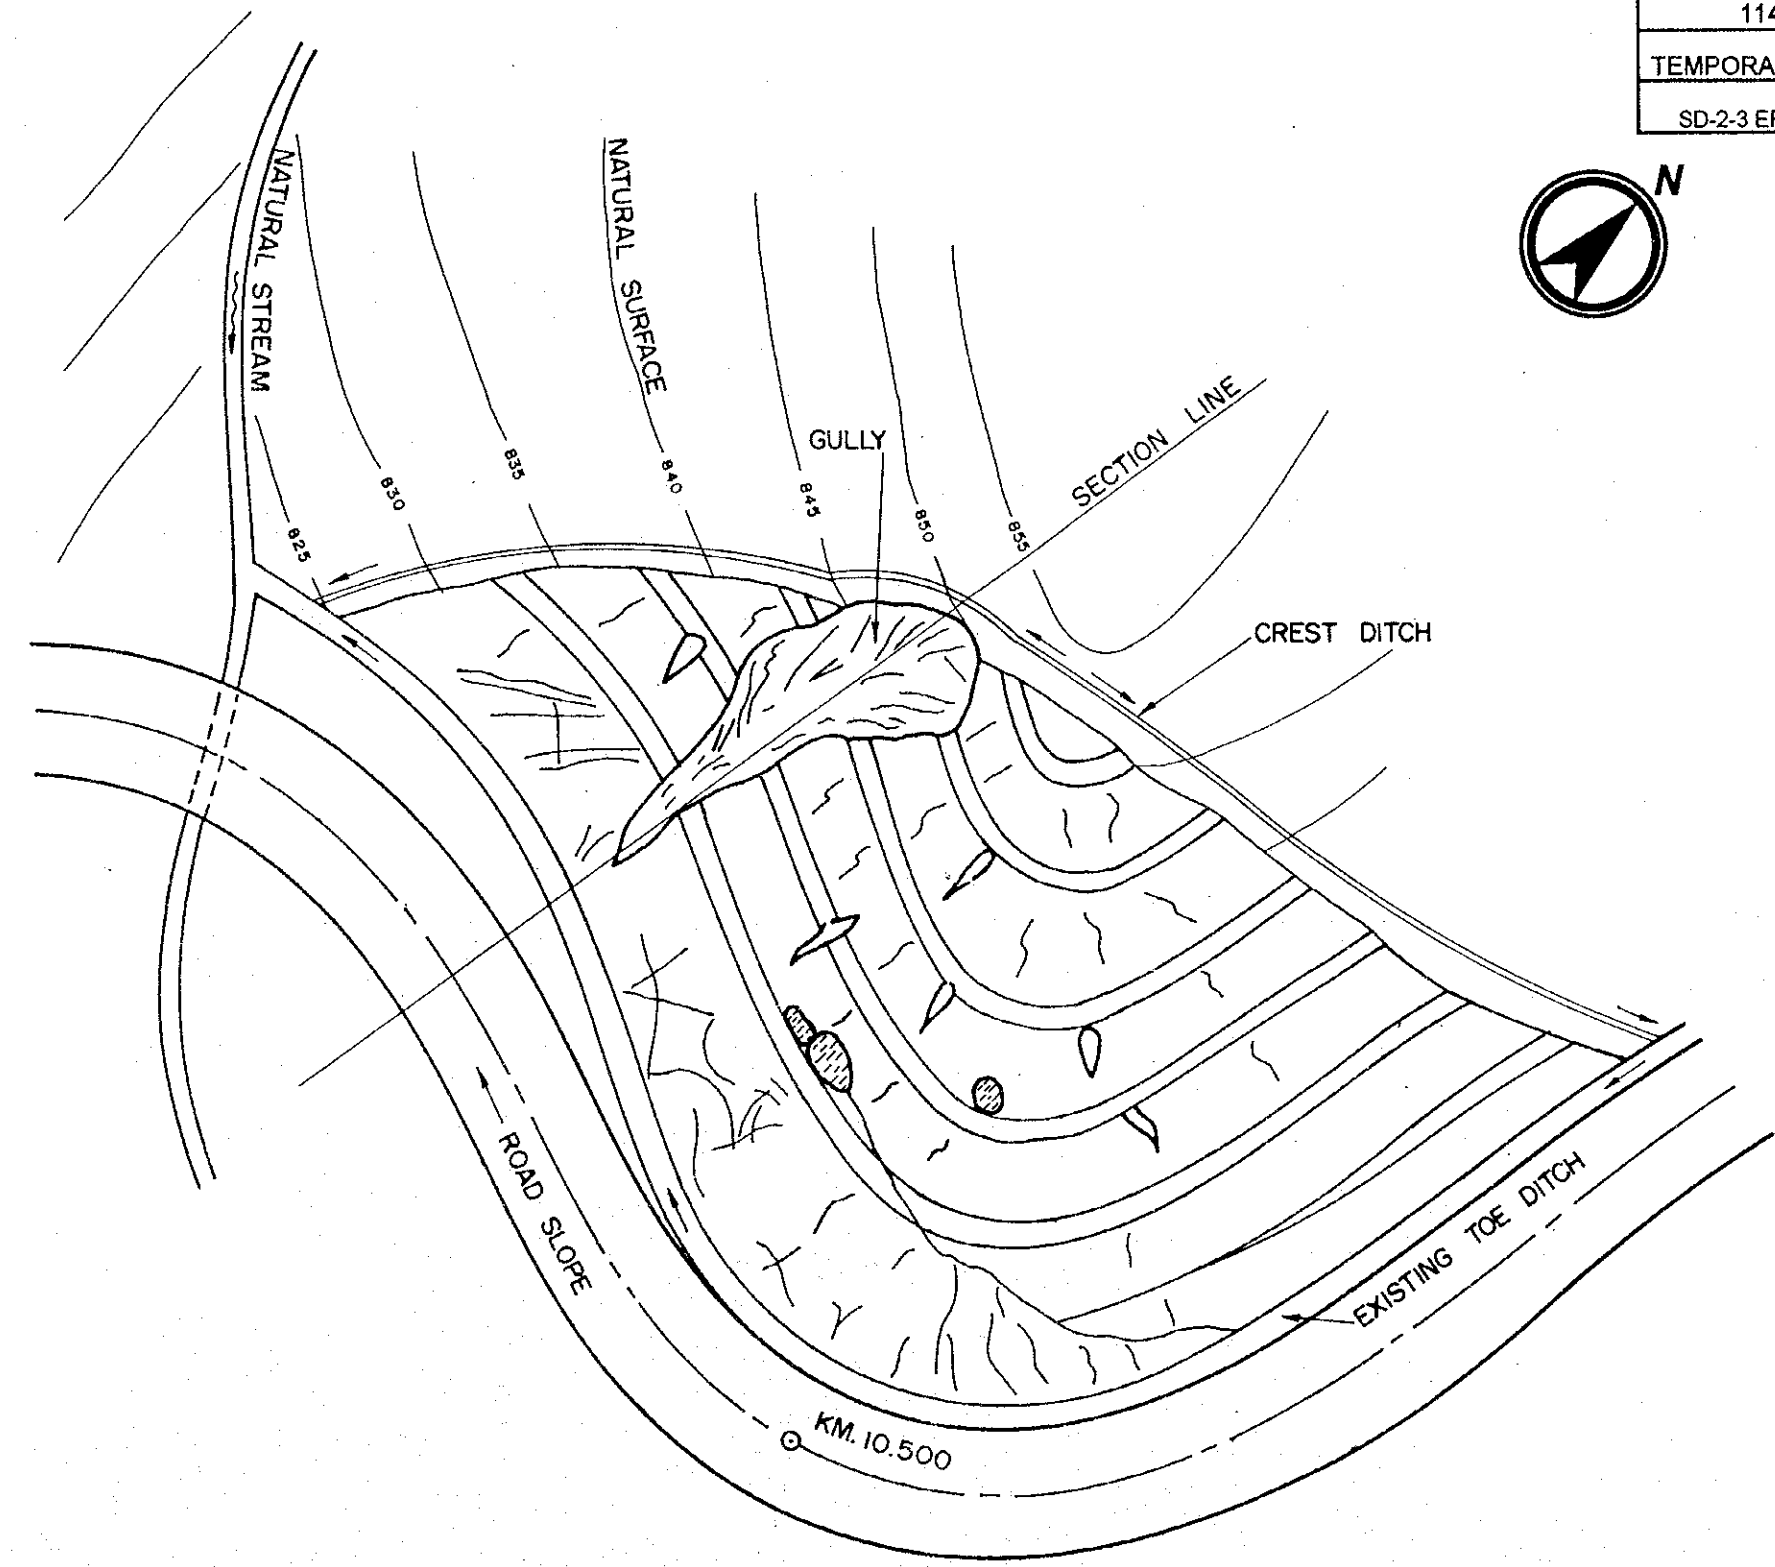 114
TEMPORA
SD-2-3
N
NATURAL STREAM
NATURAL SURFACE
SECTION LINE
GULLY
825
830
835
840
845
850
855
CREST DITCH
ROAD SLOPE
EXISTING TOE DITCH
KM. 10.500